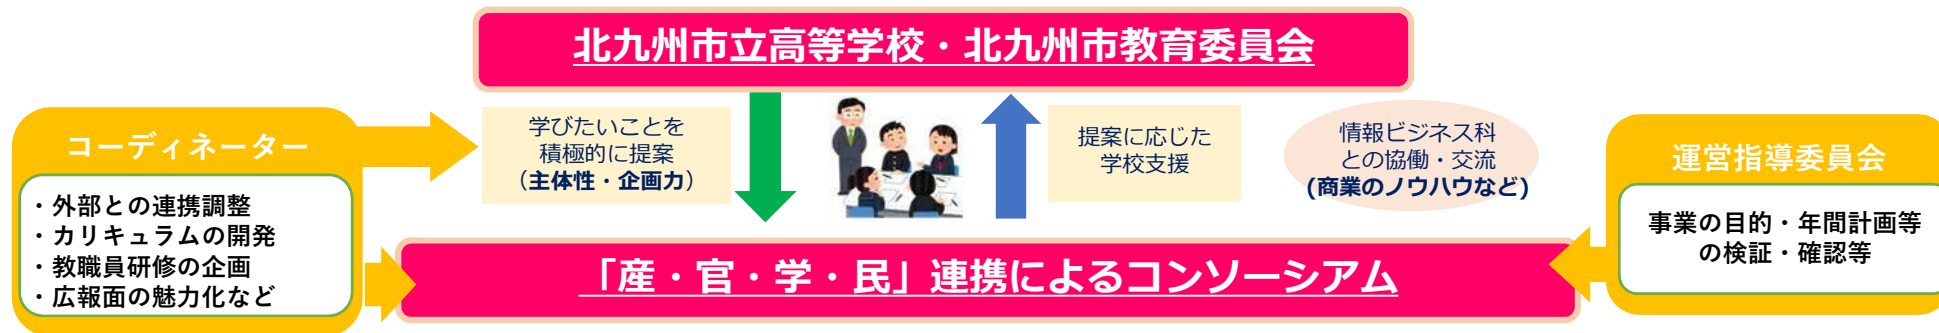 北九州市立高等学校・北九州市教育委員会
コーディネーター
・外部との連携調整
・カリキュラムの開発
・教職員研修の企画
・広報面の魅力化など
学びたいことを
積極的に提案
（主体性・企画力）
提案に応じた
学校支援
情報ビジネス科
との協働・交流
(商業のノウハウなど)
運営指導委員会
事業の目的・年間計画等
の検証・確認等
「産・官・学・民」連携によるコンソーシアム